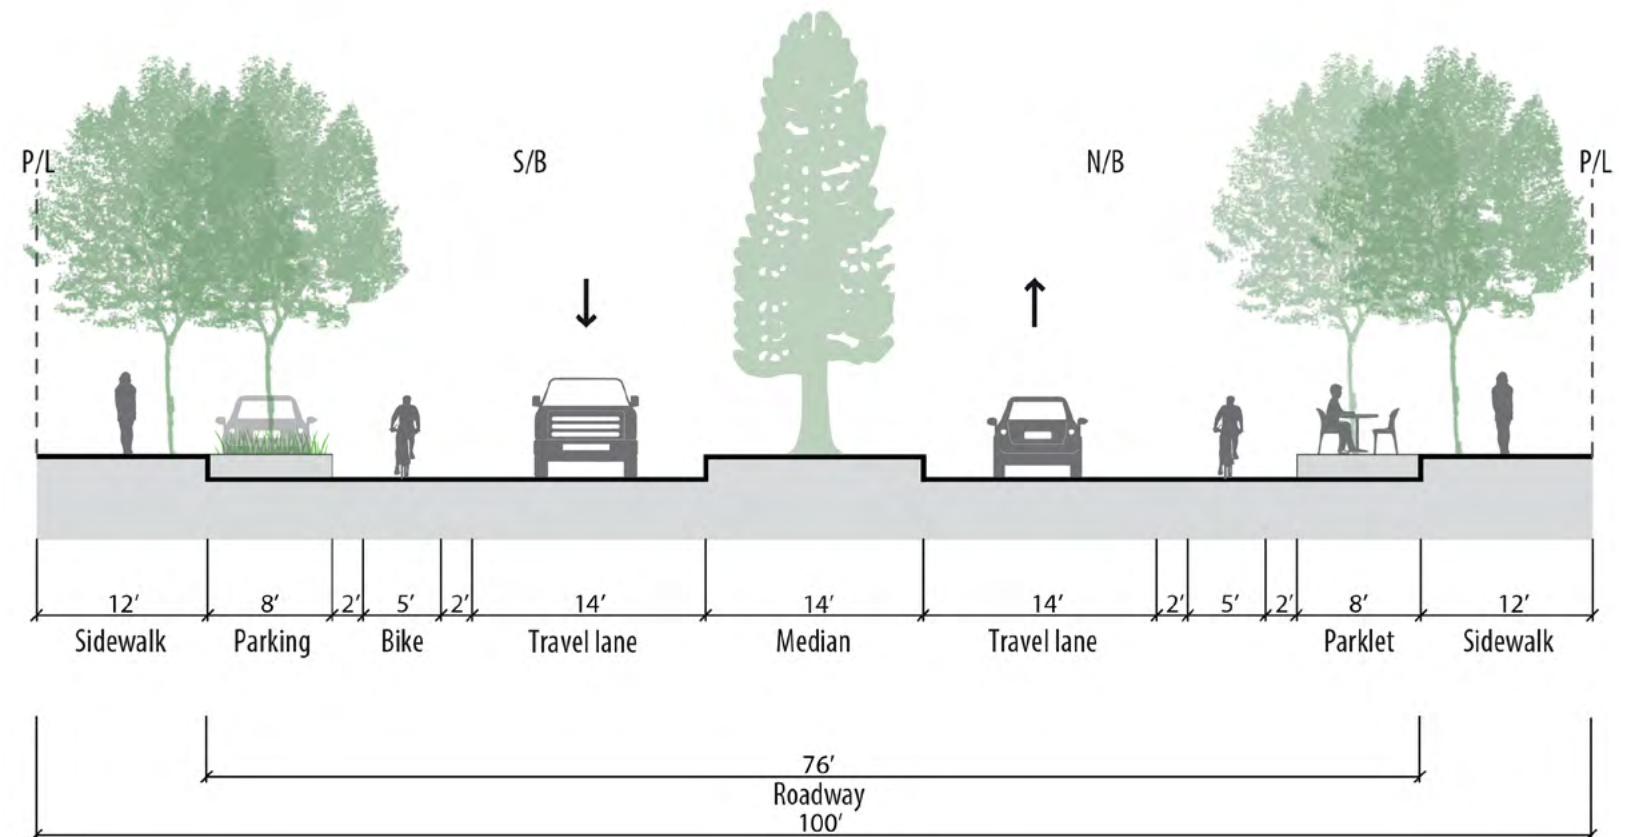 P/L S/B N/B P/L
12′ 8′ 2′ 5′ 2′ 14′ 14′ 14′ 2′ 5′ 2′ 8′ 12′
Sidewalk Parking Bike Travel lane Median Travel lane Parklet Sidewalk
76′
Roadway
100′